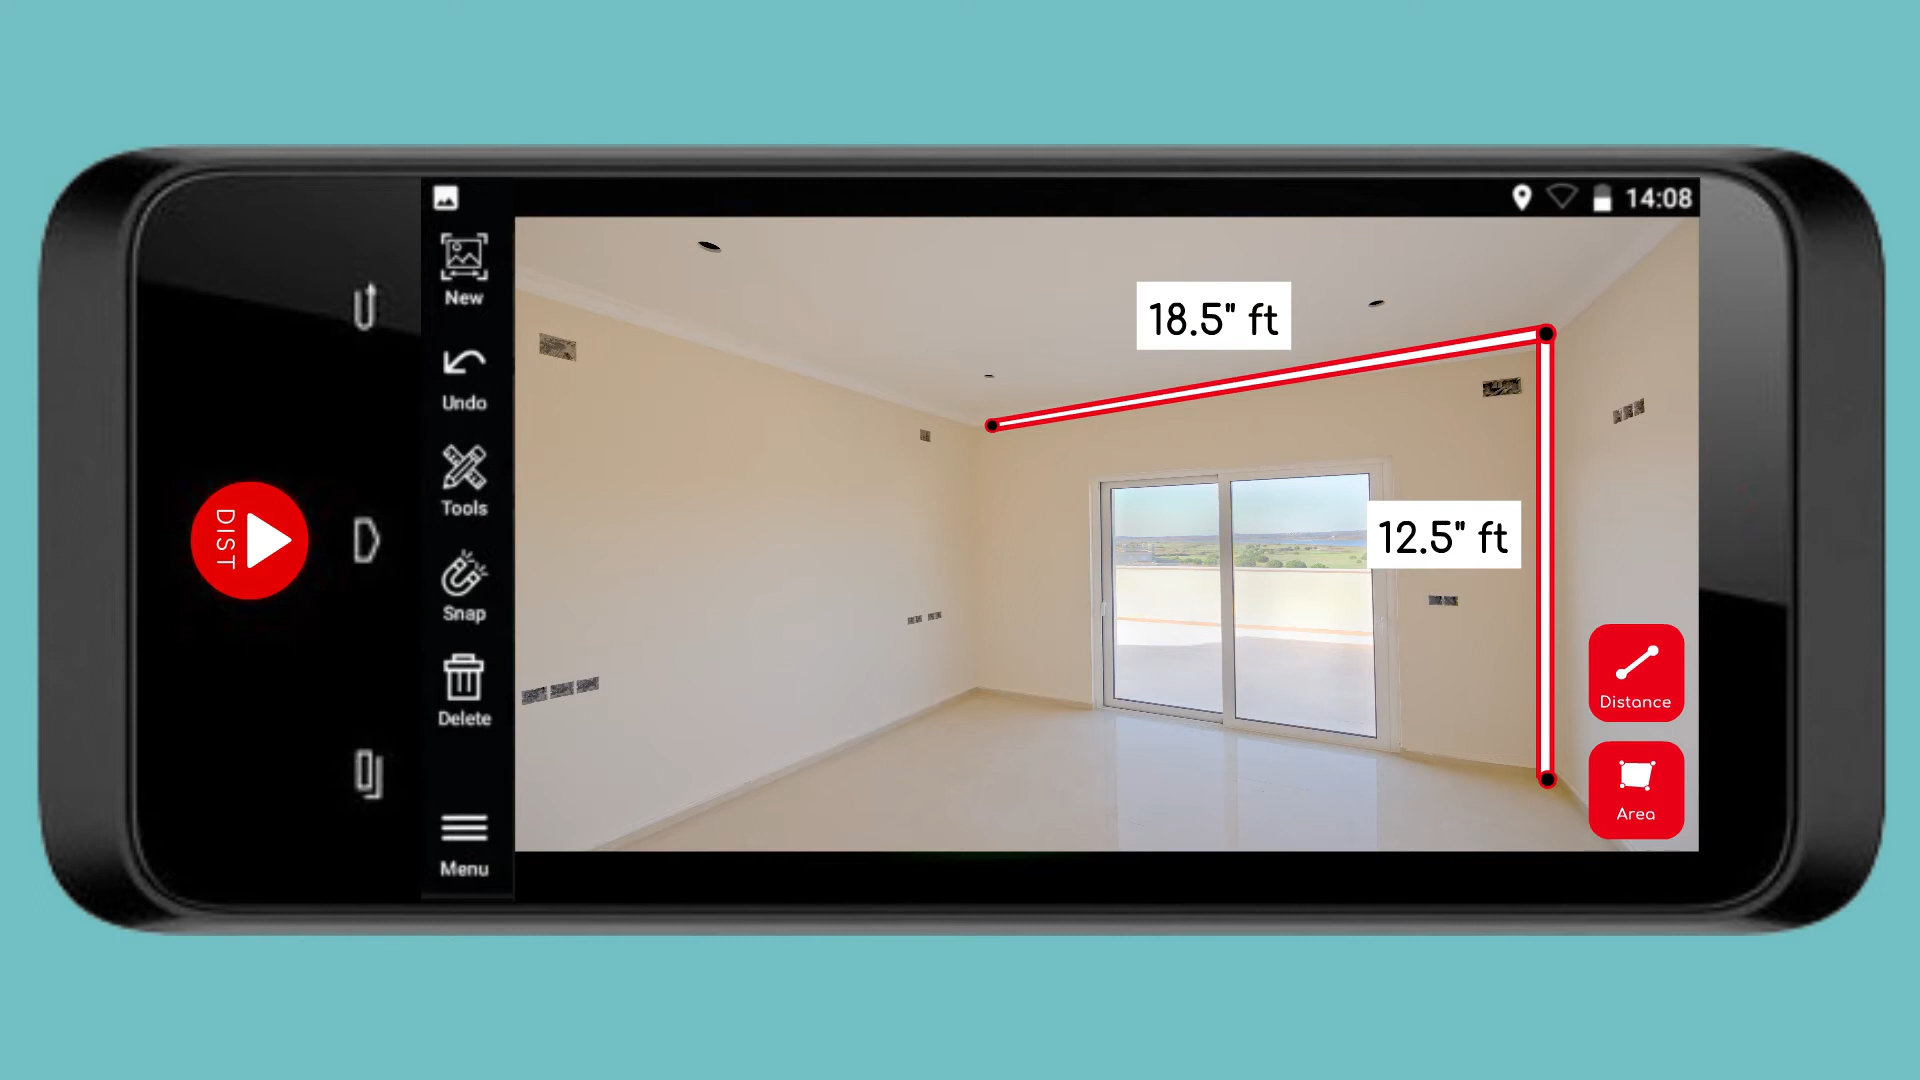 14:08
New
18.5" ft
Undo
Tools
DIST
12.5" ft
Snap
Distance
Delete
Area
Menu